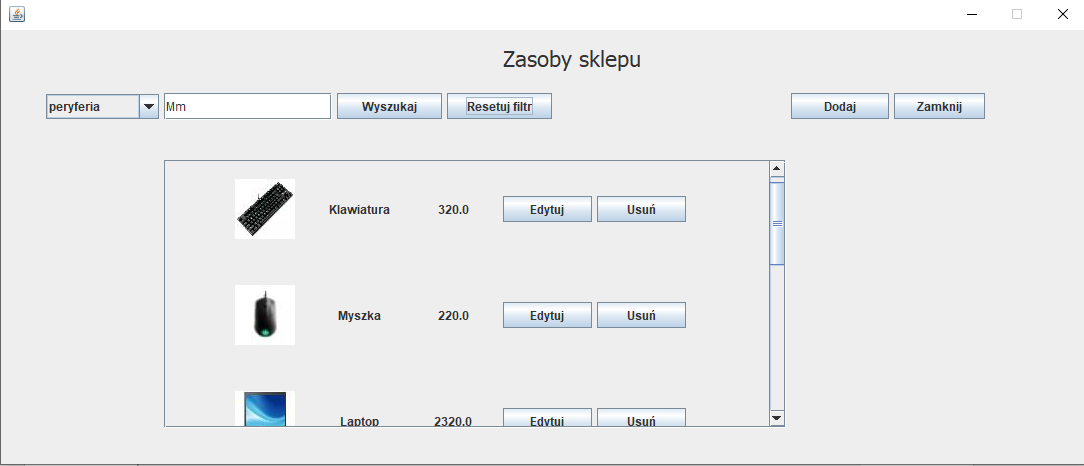 Zasoby sklepu
peryferia Mm Wyszukaj Resetuj filtr Dodaj Zamknij
Klawiatura 320.0 Edytuj Usuń
Myszka 220.0 Edytuj Usuń
Laptop 2320.0 Edytuj Usuń